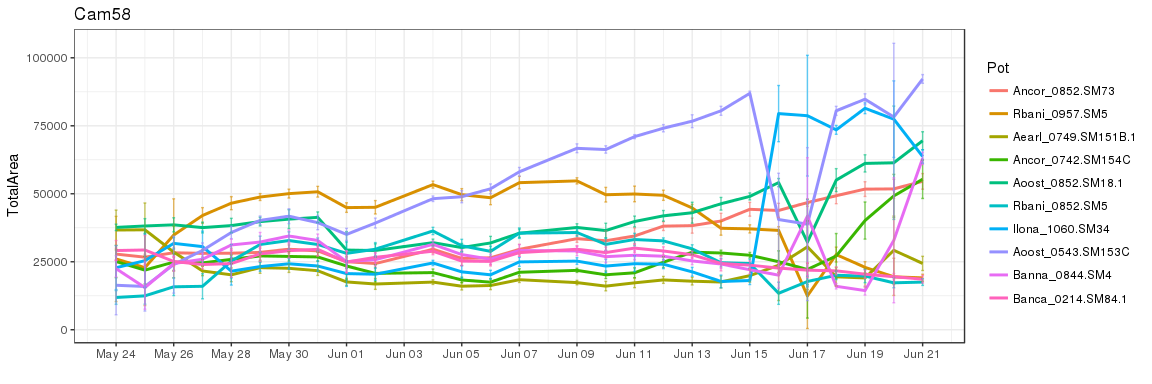 Cam58
TotalArea
100000
75000
50000
25000
0
May 24
May 26
May 28
May 30
Jun 01
Jun 03
Jun 05
Jun 07
Jun 09
Jun 11
Jun 13
Jun 15
Jun 17
Jun 19
Jun 21
Pot
Ancor_0852.SM73
Rbani_0957.SM5
Aearl_0749.SM151B.1
Ancor_0742.SM154C
Aoost_0852.SM18.1
Rbani_0852.SM5
Ilona_1060.SM34
Aoost_0543.SM153C
Banna_0844.SM4
Banca_0214.SM84.1